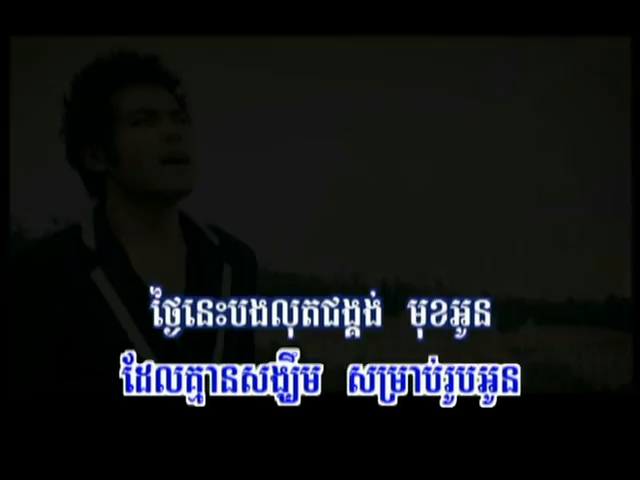 ថ្ងៃនេះបងលុតជង្គង់ មុខអូន
ដែលគ្មានសង្ឃឹម សម្រាប់រូបអូន